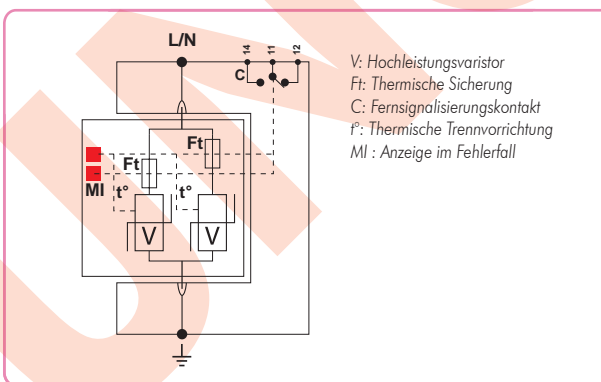 L/N
14 11 12
C
V: Hochleistungsvaristor
Ft: Thermische Sicherung
C: Fernsignalisierungskontakt
t°: Thermische Trennvorrichtung
MI : Anzeige im Fehlerfall
Ft
Ft
MI
t°
t°
V
V